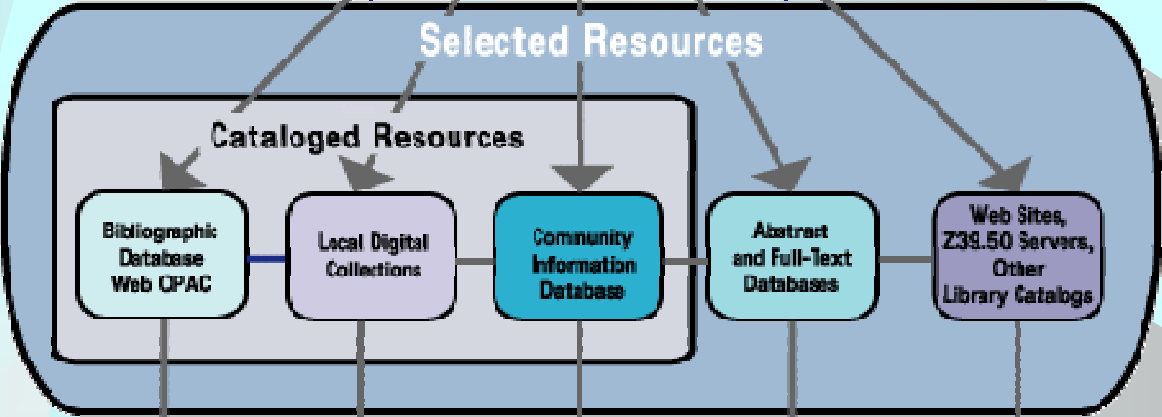 Selected Resources
Cataloged Resources
Bibliographic
Database
Web OPAC
Local Digital
Collections
Community
Information
Database
Abstract
and Full-Text
Databases
Web Sites,
Z39.50 Servers,
Other
Library Catalogs